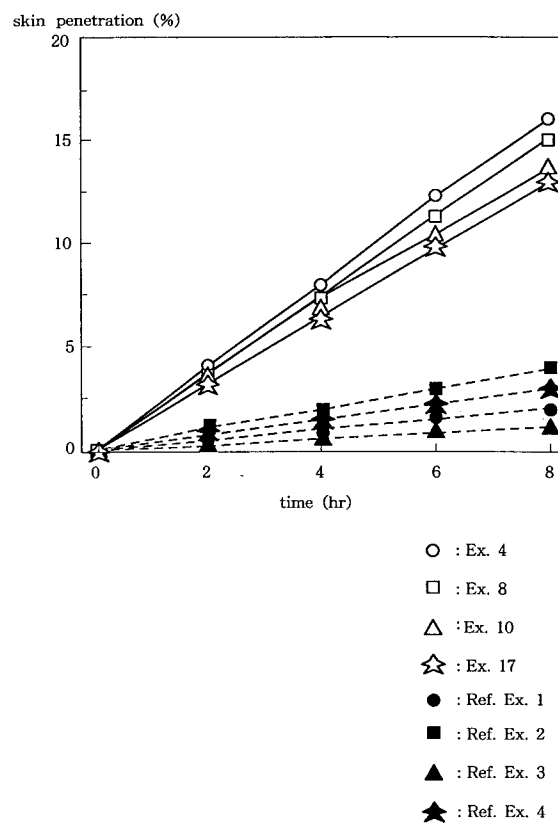 skin penetration (%)
20
15
10
5
0
0 2 4 6 8
time (hr)
: Ex. 4
: Ex. 8
: Ex. 10
: Ex. 17
: Ref. Ex. 1
: Ref. Ex. 2
: Ref. Ex. 3
: Ref. Ex. 4